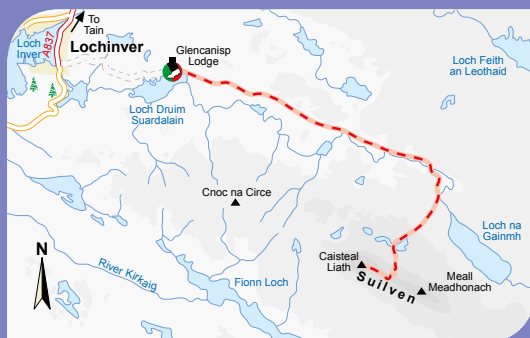 To
Tain
Loch
Inver
A837
Lochinver
Glencanisp
Lodge
Loch Feith
an Leothaid
Loch Druim
Suardalain
Cnoc na Circe
Loch na
Gainmh
N
River Kirkaig
Fionn Loch
Caisteal
Liath
Suilven
Meall
Meadhonach